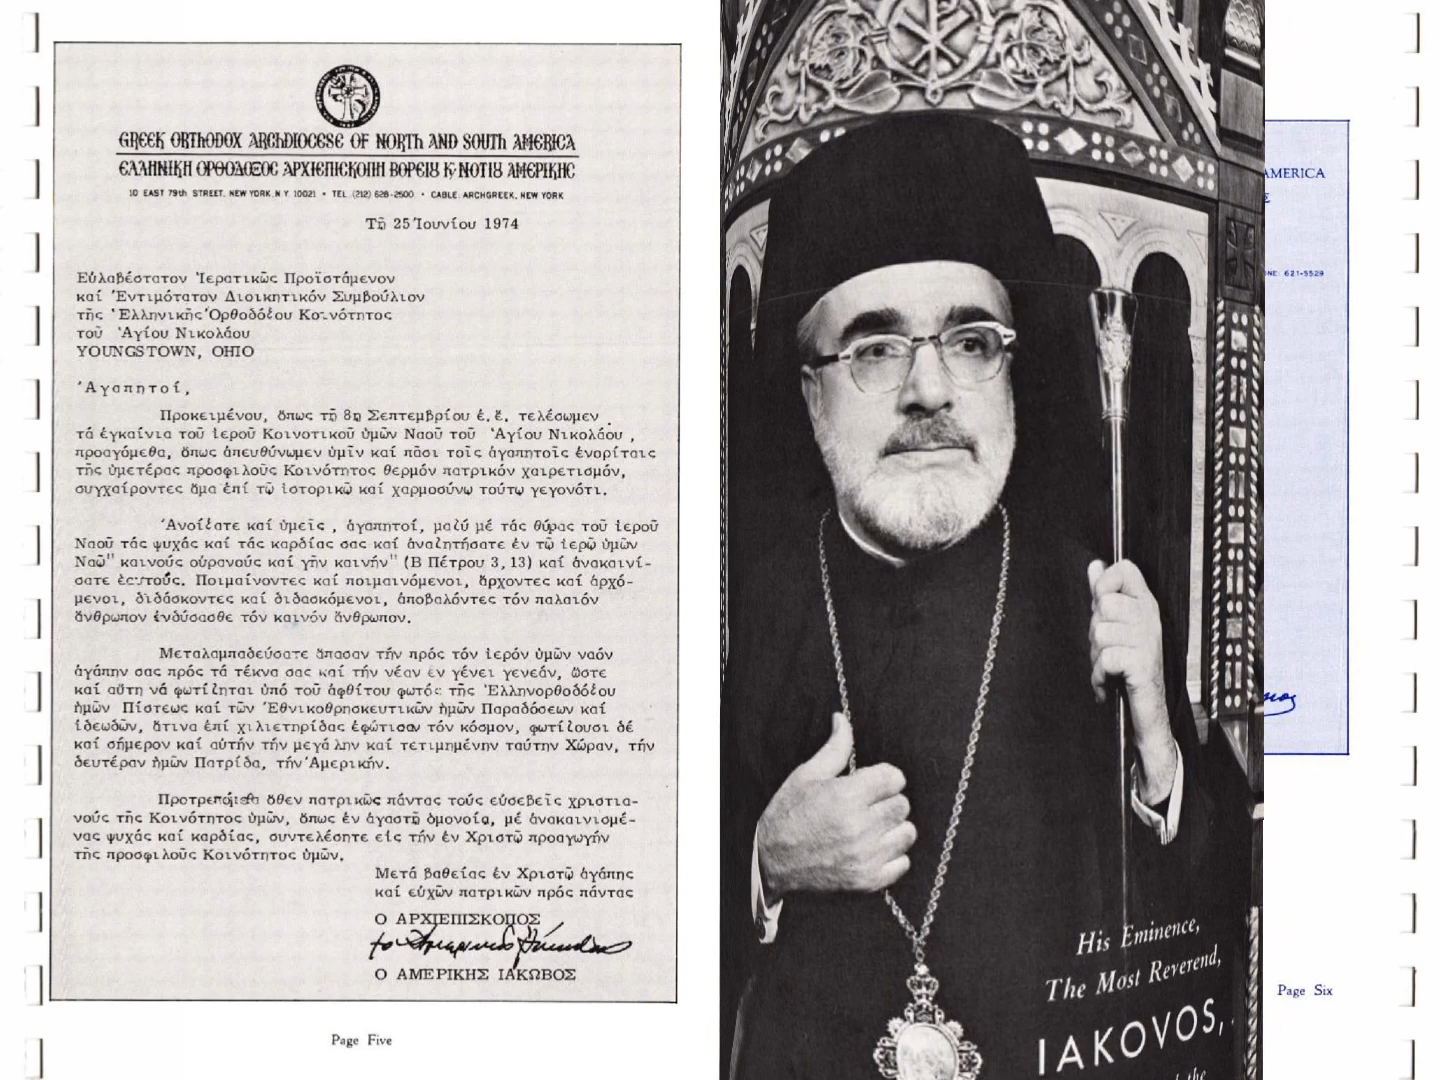 GREEK ORTHODOX ARCHDIOCESE OF NORTH AND SOUTH AMERICA
ΕΛΛΗΝΙΚΗ ΟΡΘΟΔΟΞΟΣ ΑΡΧΙΕΠΙΣΚΟΠΗ ΒΟΡΕΙȣ Ϗ ΝΟΤΙȣ ΑΜΕΡΙΚΗΣ
10 EAST 79th STREET, NEW YORK N Y. 10021 • TEL. (212) 628-2500 • CABLE: ARCHGREEK, NEW YORK
Τῇ 25 Ἰουνίου 1974
Εὐλαβέστατον Ἱερατικῶς Προϊστάμενον
καί Ἐντιμότατον Διοικητικόν Συμβούλιον
τῆς Ἑλληνικῆς Ὀρθοδόξου Κοινότητος
τοῦ Ἁγίου Νικολάου
YOUNGSTOWN, OHIO
Ἀγαπητοί,
Προκειμένου, ὅπως τῇ 8ῃ Σεπτεμβρίου ἐ.ἔ. τελέσωμεν
τά ἐγκαίνια τοῦ ἱεροῦ Κοινοτικοῦ ὑμῶν Ναοῦ τοῦ Ἁγίου Νικολάου ,
προαγόμεθα, ὅπως ἀπευθύνωμεν ὑμῖν καί πᾶσι τοῖς ἀγαπητοῖς ἐνορίταις
τῆς ὑμετέρας προσφιλοῦς Κοινότητος θερμόν πατρικόν χαιρετισμόν,
συγχαίροντες ἅμα ἐπί τῷ ἱστορικῷ καί χαρμοσύνῳ τούτῳ γεγονότι.
Ἀνοίξατε καί ὑμεῖς , ἀγαπητοί, μαζύ μέ τάς θύρας τοῦ ἱεροῦ
Ναοῦ τάς ψυχάς καί τάς καρδίας σας καί ἀναζητήσατε ἐν τῷ ἱερῷ ὑμῶν
Ναῷ" καινούς οὐρανούς καί γῆν καινήν" (Β Πέτρου 3,13) καί ἀνακαινί-
σατε ἑαυτούς. Ποιμαίνοντες καί ποιμαινόμενοι, ἄρχοντες καί ἀρχό-
μενοι, διδάσκοντες καί διδασκόμενοι, ἀποβαλόντες τόν παλαιόν
ἄνθρωπον ἐνδύσασθε τόν καινόν ἄνθρωπον.
Μεταλαμπαδεύσατε ἅπασαν τήν πρός τόν ἱερόν ὑμῶν ναόν
ἀγάπην σας πρός τά τέκνα σας καί τήν νέαν ἐν γένει γενεάν, ὥστε
καί αὕτη νά φωτίζηται ὑπό τοῦ ἀφθίτου φωτός τῆς Ἑλληνορθοδόξου
ἡμῶν Πίστεως καί τῶν Ἐθνικοθρησκευτικῶν ἡμῶν Παραδόσεων καί
ἰδεωδῶν, ἅτινα ἐπί χιλιετηρίδας ἐφώτισαν τόν κόσμον, φωτίζουσι δέ
καί σήμερον καί αὐτήν τήν μεγάλην καί τετιμημένην ταύτην Χώραν, τήν
δευτέραν ἡμῶν Πατρίδα, τήν Ἀμερικήν.
Προτρεπόμεθα ὅθεν πατρικῶς πάντας τούς εὐσεβεῖς χριστια-
νούς τῆς Κοινότητος ὑμῶν, ὅπως ἐν ἀγαστῇ ὁμονοίᾳ, μέ ἀνακαινισμέ-
νας ψυχάς καί καρδίας, συντελέσητε εἰς τήν ἐν Χριστῷ προαγωγήν
τῆς προσφιλοῦς Κοινότητος ὑμῶν.
Μετά βαθείας ἐν Χριστῷ ἀγάπης
καί εὐχῶν πατρικῶν πρός πάντας
Ο ΑΡΧΙΕΠΙΣΚΟΠΟΣ
Ο ΑΜΕΡΙΚΗΣ ΙΑΚΩΒΟΣ
Page Five
His Eminence,
The Most Reverend,
IAKOVOS,
the
AMERICA
Σ
NE: 621-5529
Page Six